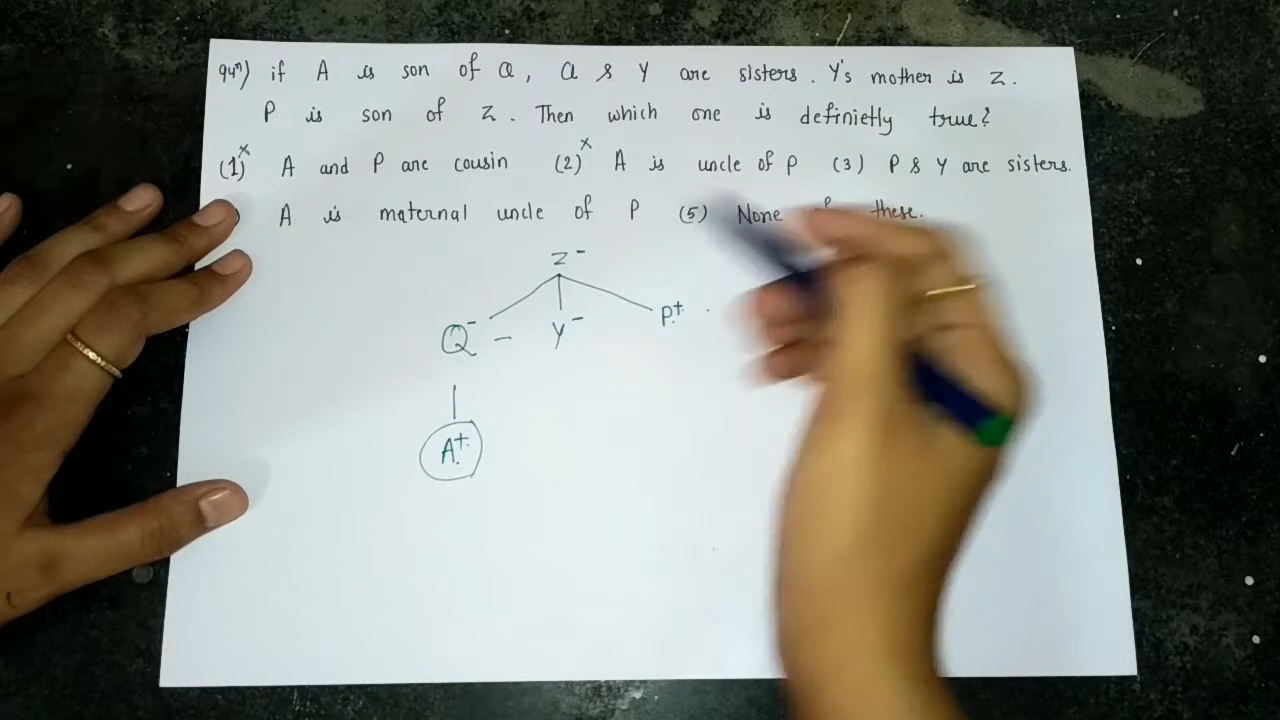 9uⁿ) if A is son of Q, Q & Y are sisters. Y's mother is Z.
P is son of Z. Then which one is definietly true?
(1) x A and P are cousin (2) x A is uncle of P (3) P & Y are sisters.
) A is maternal uncle of P (5) None these.
Z -
Q - - Y - P +
A +